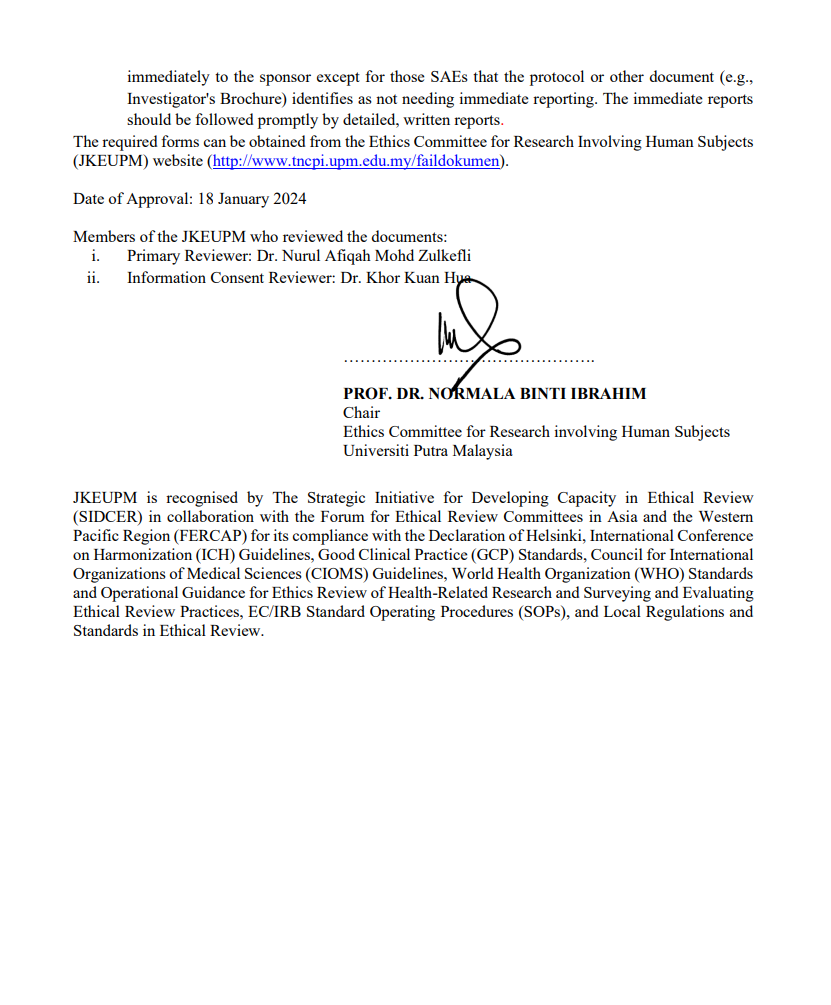 immediately to the sponsor except for those SAEs that the protocol or other document (e.g.,
Investigator's Brochure) identifies as not needing immediate reporting. The immediate reports
should be followed promptly by detailed, written reports.
The required forms can be obtained from the Ethics Committee for Research Involving Human Subjects
(JKEUPM) website (http://www.tncpi.upm.edu.my/faildokumen).
Date of Approval: 18 January 2024
Members of the JKEUPM who reviewed the documents:
i. Primary Reviewer: Dr. Nurul Afiqah Mohd Zulkefli
ii. Information Consent Reviewer: Dr. Khor Kuan Hua
……………………………………….
PROF. DR. NORMALA BINTI IBRAHIM
Chair
Ethics Committee for Research involving Human Subjects
Universiti Putra Malaysia
JKEUPM is recognised by The Strategic Initiative for Developing Capacity in Ethical Review
(SIDCER) in collaboration with the Forum for Ethical Review Committees in Asia and the Western
Pacific Region (FERCAP) for its compliance with the Declaration of Helsinki, International Conference
on Harmonization (ICH) Guidelines, Good Clinical Practice (GCP) Standards, Council for International
Organizations of Medical Sciences (CIOMS) Guidelines, World Health Organization (WHO) Standards
and Operational Guidance for Ethics Review of Health-Related Research and Surveying and Evaluating
Ethical Review Practices, EC/IRB Standard Operating Procedures (SOPs), and Local Regulations and
Standards in Ethical Review.